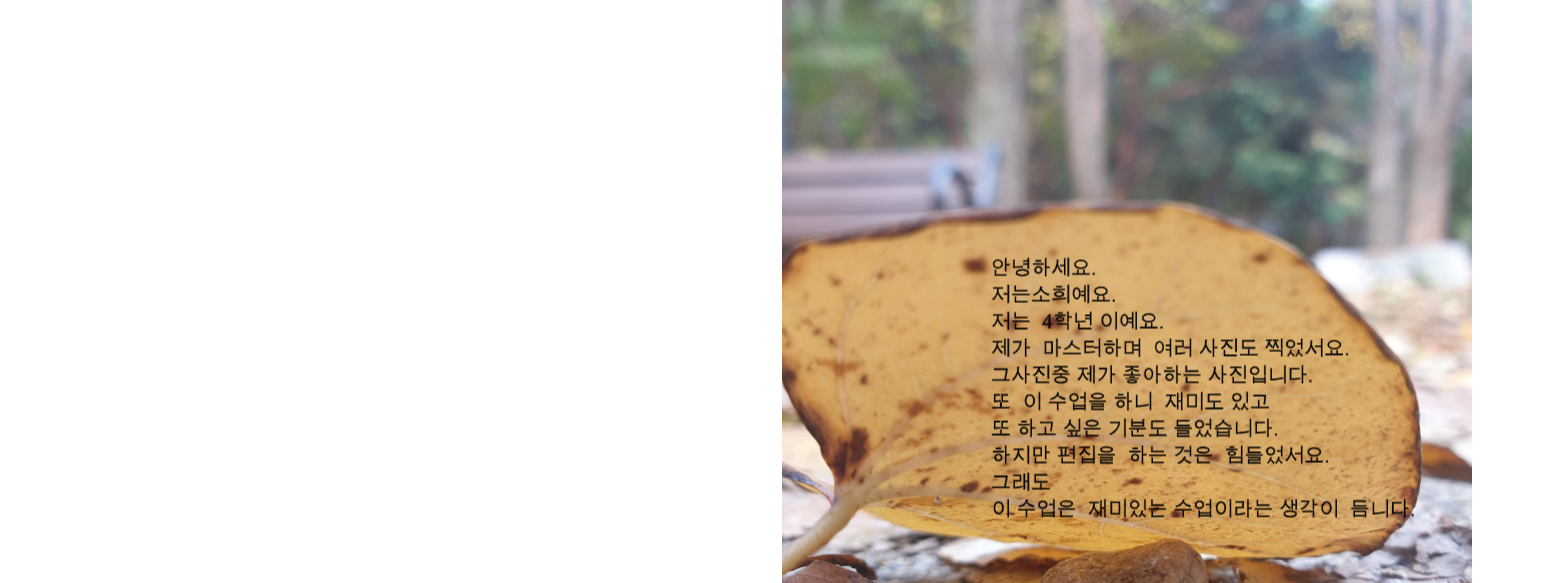 안녕하세요.
저는소희예요.
저는 4학년 이예요.
제가 마스터하며 여러 사진도 찍었서요.
그사진중 제가 좋아하는 사진입니다.
또 이 수업을 하니 재미도 있고
또 하고 싶은 기분도 들었습니다.
하지만 편집을 하는 것은 힘들었서요.
그래도
이 수업은 재미있는 수업이라는 생각이 듬니다.